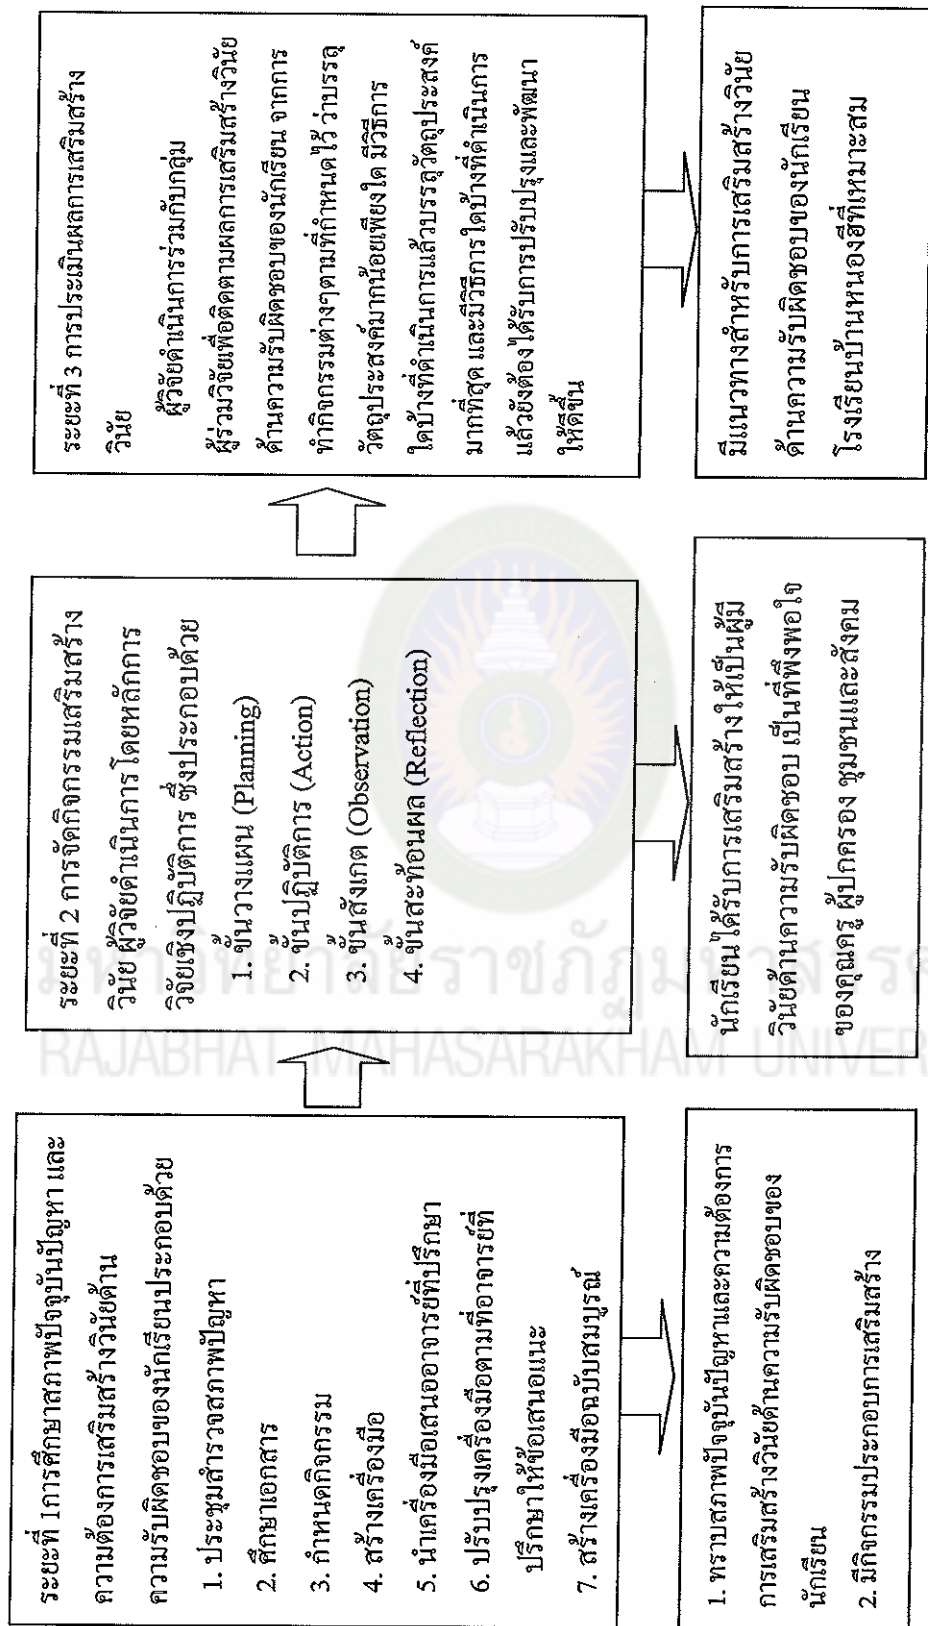 ระยะที่ 1การศึกษาสภาพปัจจุบันปัญหา และ
ความต้องการเสริมสร้างวินัยด้าน
ความรับผิดชอบของนักเรียนประกอบด้วย
1. ประชุมสำรวจสภาพปัญหา
2. ศึกษาเอกสาร
3. กำหนดกิจกรรม
4. สร้างเครื่องมือ
5. นำเครื่องมือเสนออาจารย์ที่ปรึกษา
6. ปรับปรุงเครื่องมือตามที่อาจารย์ที่
ปรึกษาให้ข้อเสนอแนะ
7. สร้างเครื่องมือฉบับสมบูรณ์
1. ทราบสภาพปัจจุบันปัญหาและความต้องการ
การเสริมสร้างวินัยด้านความรับผิดชอบของ
นักเรียน
2. มีกิจกรรมประกอบการเสริมสร้าง
ระยะที่ 2 การจัดกิจกรรมเสริมสร้าง
วินัย ผู้วิจัยดำเนินการโดยหลักการ
วิจัยเชิงปฏิบัติการ ซึ่งประกอบด้วย
1. ขั้นวางแผน (Planning)
2. ขั้นปฏิบัติการ (Action)
3. ขั้นสังเกต (Observation)
4. ขั้นสะท้อนผล (Reflection)
นักเรียนได้รับการเสริมสร้างให้เป็นผู้มี
วินัยด้านความรับผิดชอบ เป็นที่พึงพอใจ
ของคุณครู ผู้ปกครอง ชุมชนและสังคม
ระยะที่ 3 การประเมินผลการเสริมสร้าง
วินัย
ผู้วิจัยดำเนินการร่วมกับกลุ่ม
ผู้ร่วมวิจัยเพื่อติดตามผลการเสริมสร้างวินัย
ด้านความรับผิดชอบของนักเรียน จากการ
ทำกิจกรรมต่างๆตามที่กำหนดไว้ ว่าบรรลุ
วัตถุประสงค์มากน้อยเพียงใด มีวิธีการ
ใดบ้างที่ดำเนินการแล้วบรรลุวัตถุประสงค์
มากที่สุด และมีวิธีการใดบ้างที่ดำเนินการ
แล้วยังต้องได้รับการปรับปรุงและพัฒนา
ให้ดีขึ้น
มีแนวทางสำหรับการเสริมสร้างวินัย
ด้านความรับผิดชอบของนักเรียน
โรงเรียนบ้านหนองฮีที่เหมาะสม
มหาวิทยาลัยราชภัฏมหาสารค
RAJABHAT MAHASARAKHAM UNIVER